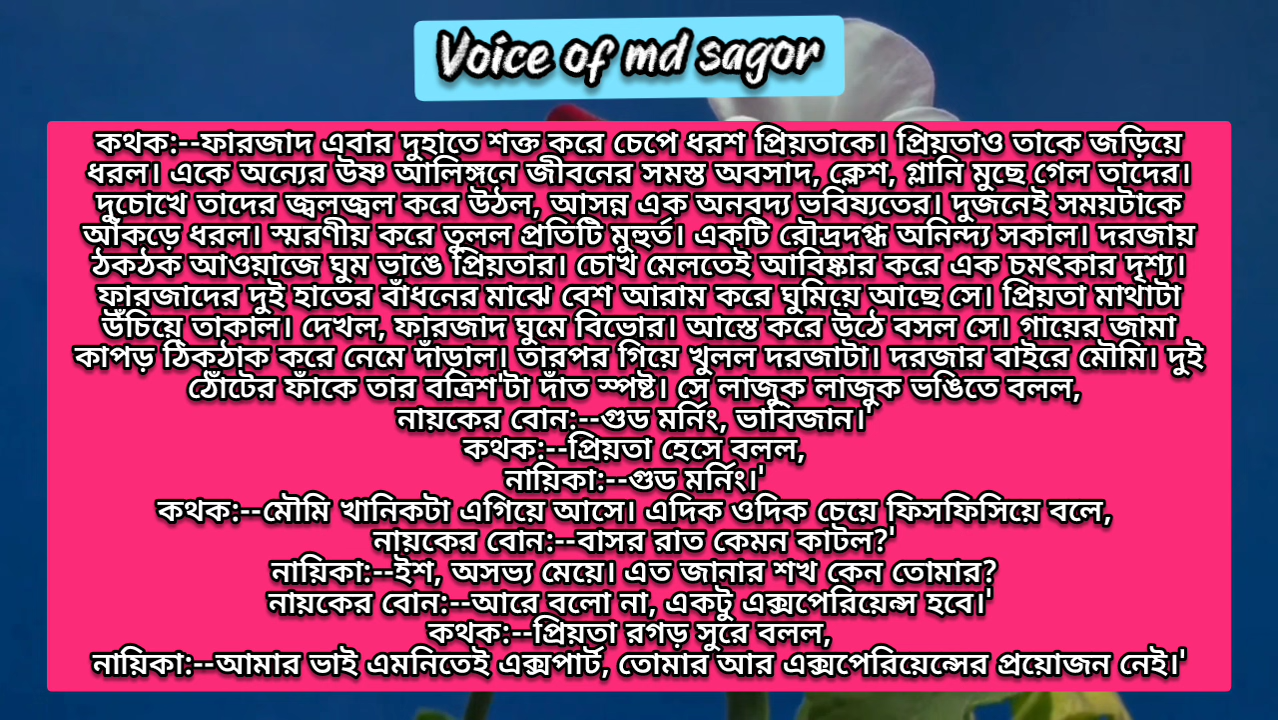 Voice of md sagor
কথক:--ফারজাদ এবার দুহাতে শক্ত করে চেপে ধরশ প্রিয়তাকে। প্রিয়তাও তাকে জড়িয়ে
ধরল। একে অন্যের উষ্ণ আলিঙ্গনে জীবনের সমস্ত অবসাদ, ক্লেশ, গ্লানি মুছে গেল তাদের।
দুচোখে তাদের জ্বলজ্বল করে উঠল, আসন্ন এক অনবদ্য ভবিষ্যতের। দুজনেই সময়টাকে
আঁকড়ে ধরল। স্মরণীয় করে তুলল প্রতিটি মুহুর্ত। একটি রৌদ্রদগ্ধ অনিন্দ্য সকাল। দরজায়
ঠকঠক আওয়াজে ঘুম ভাঙে প্রিয়তার। চোখ মেলতেই আবিষ্কার করে এক চমৎকার দৃশ্য।
ফারজাদের দুই হাতের বাঁধনের মাঝে বেশ আরাম করে ঘুমিয়ে আছে সে। প্রিয়তা মাথাটা
উঁচিয়ে তাকাল। দেখল, ফারজাদ ঘুমে বিভোর। আস্তে করে উঠে বসল সে। গায়ের জামা
কাপড় ঠিকঠাক করে নেমে দাঁড়াল। তারপর গিয়ে খুলল দরজাটা। দরজার বাইরে মৌমি। দুই
ঠোঁটের ফাঁকে তার বত্রিশ'টা দাঁত স্পষ্ট। সে লাজুক লাজুক ভঙিতে বলল,
নায়কের বোন:--গুড মর্নিং, ভাবিজান।'
কথক:--প্রিয়তা হেসে বলল,
নায়িকা:--গুড মর্নিং।'
কথক:--মৌমি খানিকটা এগিয়ে আসে। এদিক ওদিক চেয়ে ফিসফিসিয়ে বলে,
নায়কের বোন:--বাসর রাত কেমন কাটল?'
নায়িকা:--ইশ, অসভ্য মেয়ে। এত জানার শখ কেন তোমার?
নায়কের বোন:--আরে বলো না, একটু এক্সপেরিয়েন্স হবে।'
কথক:--প্রিয়তা রগড় সুরে বলল,
নায়িকা:--আমার ভাই এমনিতেই এক্সপার্ট, তোমার আর এক্সপেরিয়েন্সের প্রয়োজন নেই।'